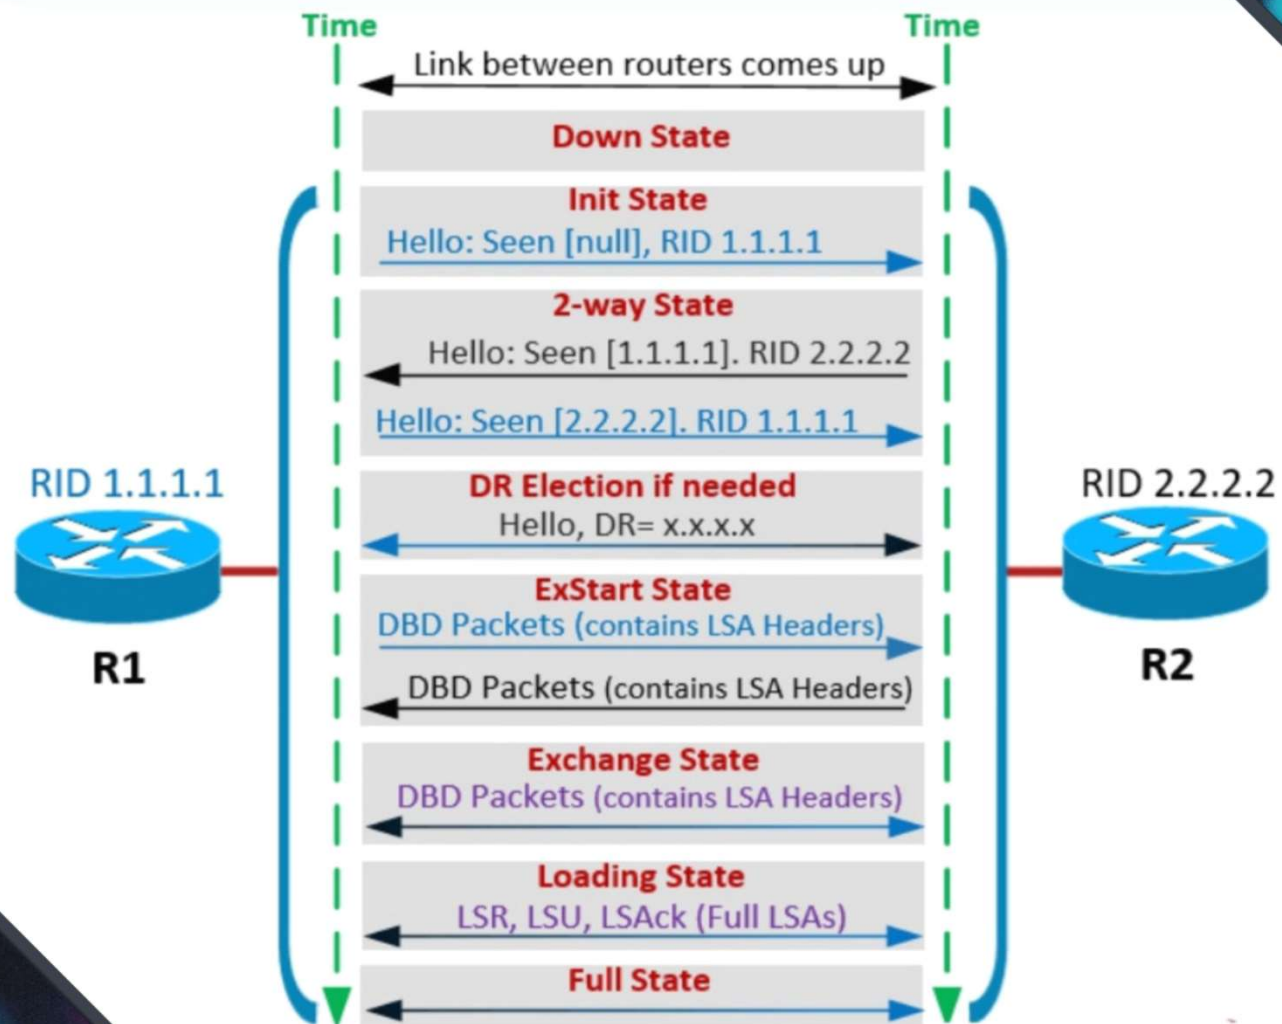 Time
Time
Link between routers comes up
Down State
Init State
Hello: Seen [null], RID 1.1.1.1
2-way State
Hello: Seen [1.1.1.1]. RID 2.2.2.2
Hello: Seen [2.2.2.2]. RID 1.1.1.1
RID 1.1.1.1
R1
DR Election if needed
Hello, DR= x.x.x.x
RID 2.2.2.2
R2
ExStart State
DBD Packets (contains LSA Headers)
DBD Packets (contains LSA Headers)
Exchange State
DBD Packets (contains LSA Headers)
Loading State
LSR, LSU, LSAck (Full LSAs)
Full State